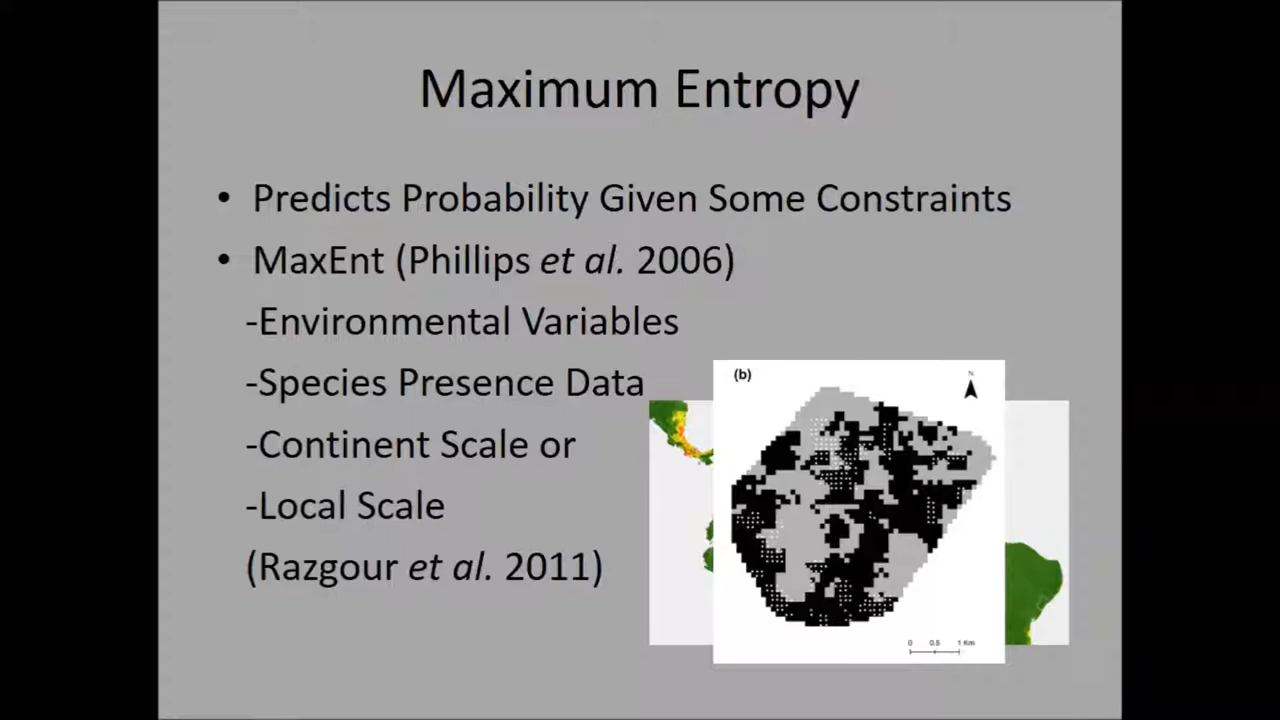 Maximum Entropy
• Predicts Probability Given Some Constraints
• MaxEnt (Phillips et al. 2006)
-Environmental Variables
-Species Presence Data
-Continent Scale or
-Local Scale
(Razgour et al. 2011)
(b)
N
0 0.5 1 Km